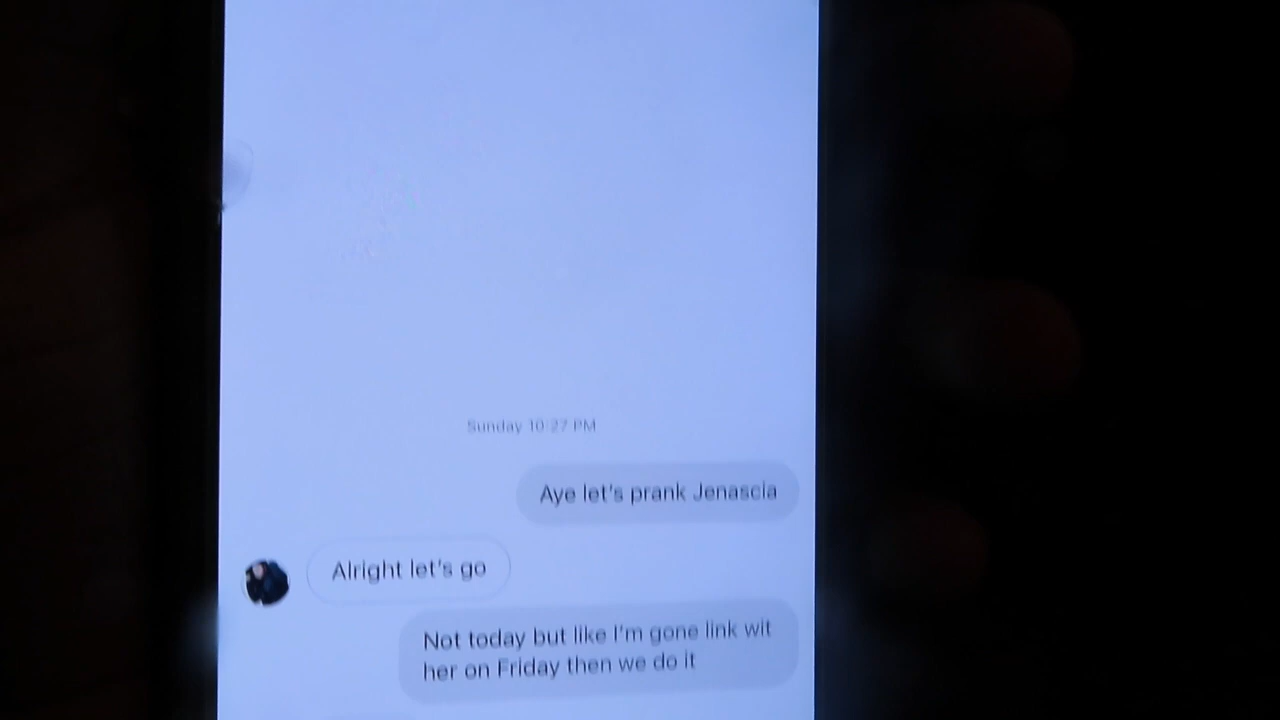 Sunday 10:27 PM
Aye let's prank Jenascia
Alright let's go
Not today but like I'm gone link wit
her on Friday then we do it